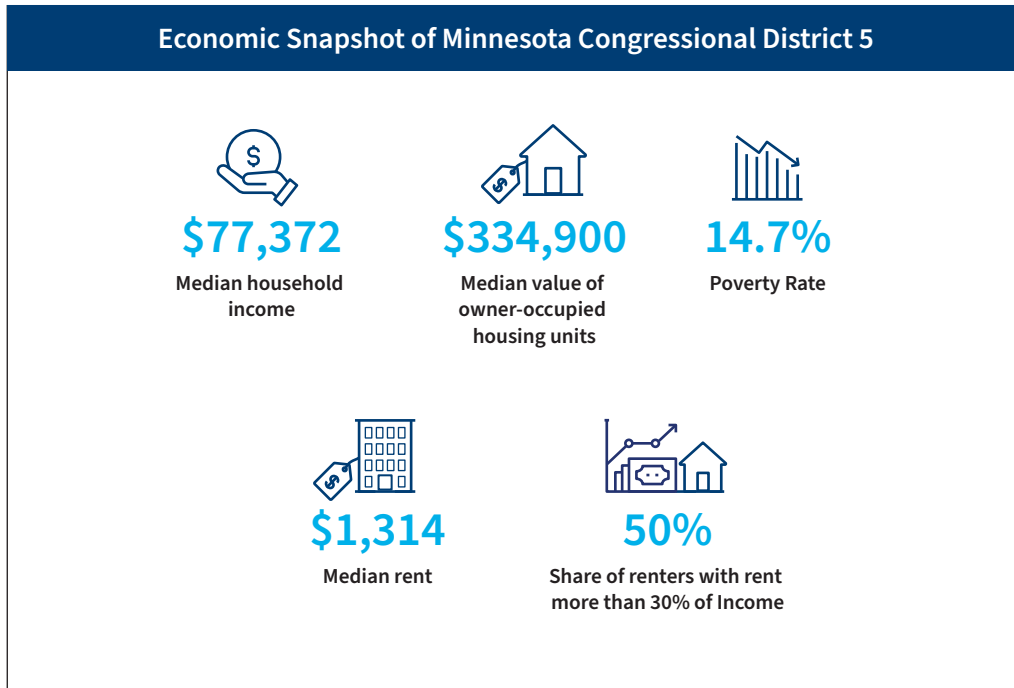 Economic Snapshot of Minnesota Congressional District 5
$
$77,372
Median household
income
$
$334,900
Median value of
owner-occupied
housing units
14.7%
Poverty Rate
$
$1,314
Median rent
50%
Share of renters with rent
more than 30% of Income